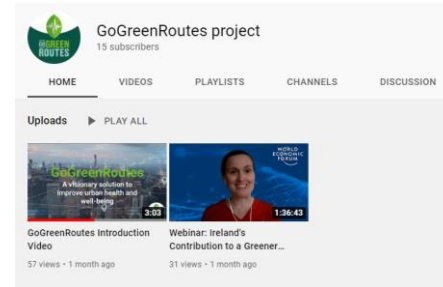 GOGREEN
ROUTES
GoGreenRoutes project
15 subscribers
HOME VIDEOS PLAYLISTS CHANNELS DISCUSSION
Uploads ▶ PLAY ALL
GoGreenRoutes
A visionary solution to
improve urban health and
well-being
3:03
WORLD
ECONOMIC
FORUM
1:36:43
GoGreenRoutes Introduction
Video
57 views • 1 month ago
Webinar: Ireland's
Contribution to a Greener...
31 views • 1 month ago